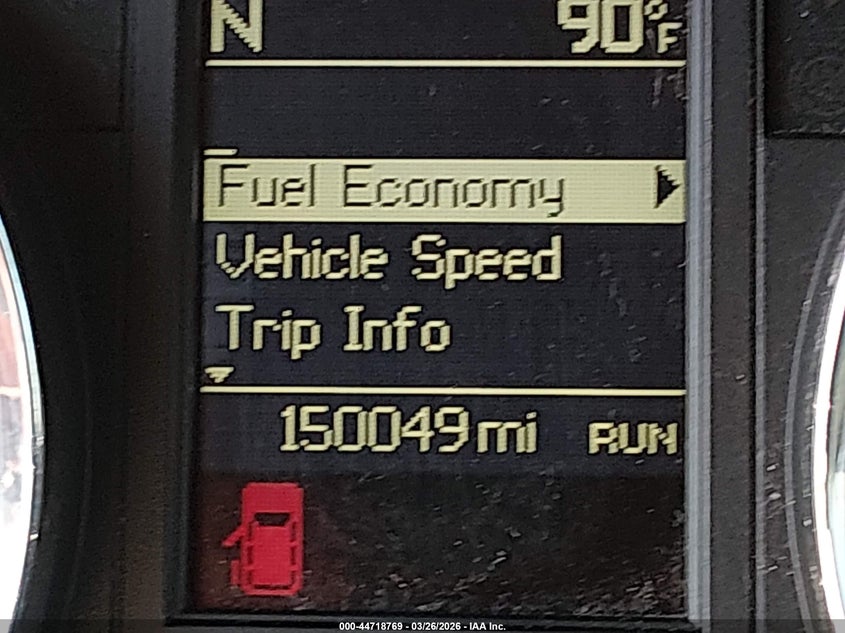 N 90°F
Fuel Economy
Vehicle Speed
Trip Info
150049 mi RUN
000-44718769 - 03/26/2026 - IAA Inc.